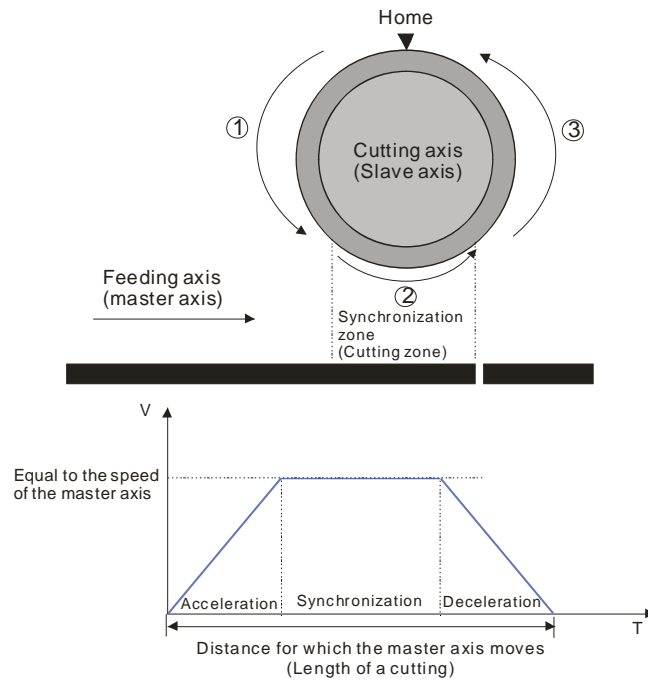 Home
①
③
Cutting axis
(Slave axis)
Feeding axis
(master axis)
②
Synchronization
zone
(Cutting zone)
V
Equal to the speed
of the master axis
Acceleration
Synchronization
Deceleration
T
Distance for which the master axis moves
(Length of a cutting)